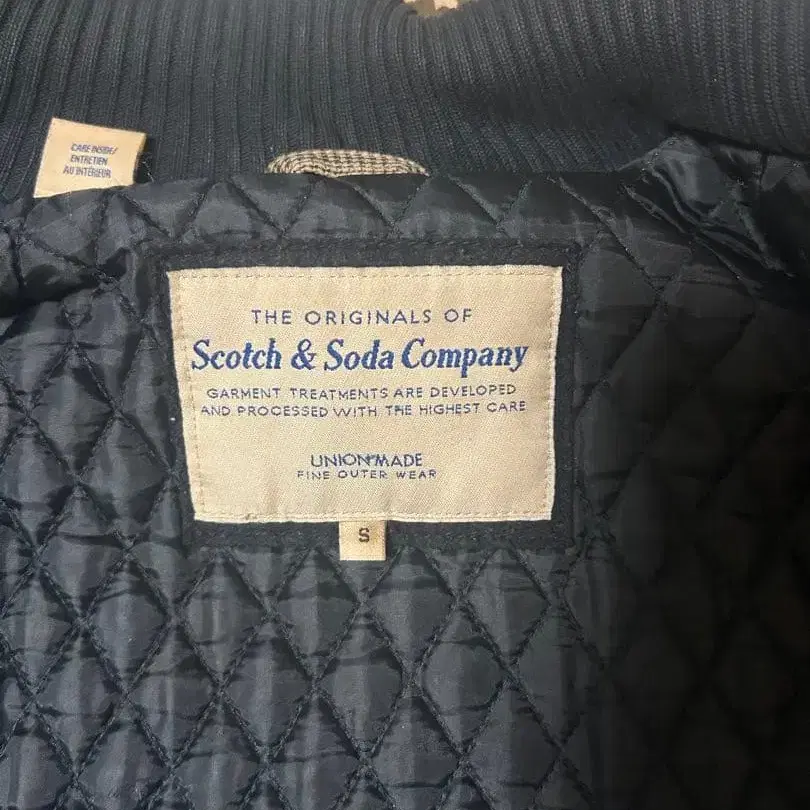 CARE INSIDE/
ENTRETIEN
AU INTÉRIEUR
THE ORIGINALS OF
Scotch & Soda Company
GARMENT TREATMENTS ARE DEVELOPED
AND PROCESSED WITH THE HIGHEST CARE
UNION MADE
FINE OUTER WEAR
S